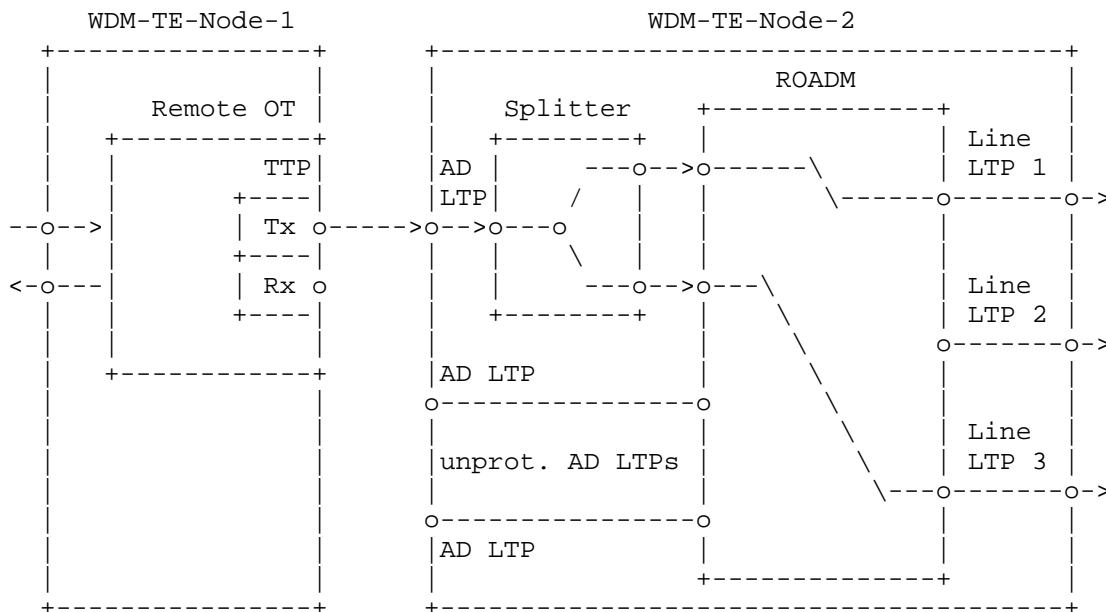 WDM-TE-Node-1 WDM-TE-Node-2
ROADM
Remote OT Splitter
Line
TTP AD LTP 1
LTP
Tx
Rx Line
LTP 2
AD LTP
Line
unprot. AD LTPs LTP 3
AD LTP